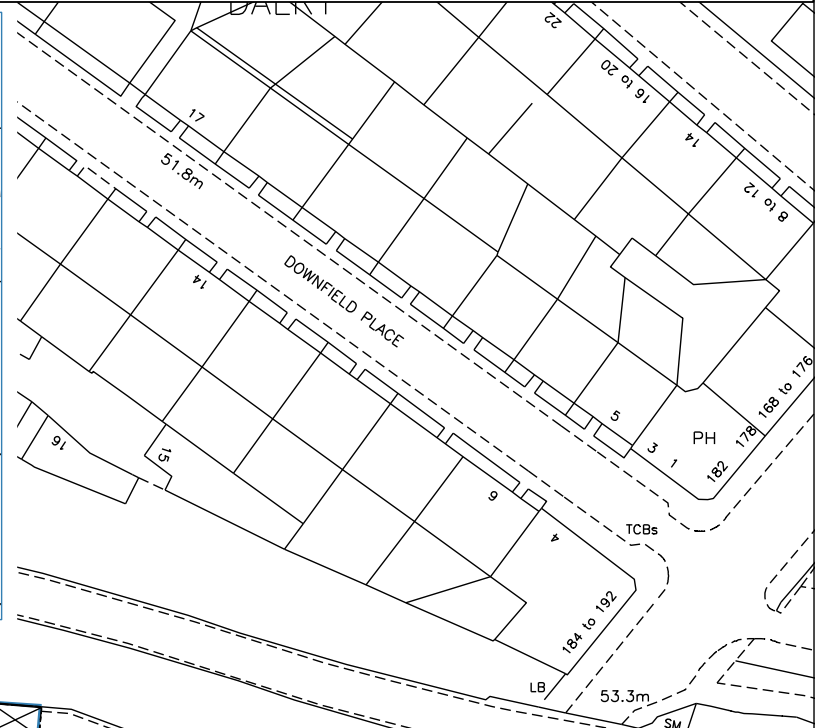 DALRY
22
16 to 20
14
8 to 12
17
51.8m
14
DOWNFIELD PLACE
168 to 176
5
PH
178
3
1
182
16
15
6
4
TCBs
184 to 192
LB
53.3m
SM